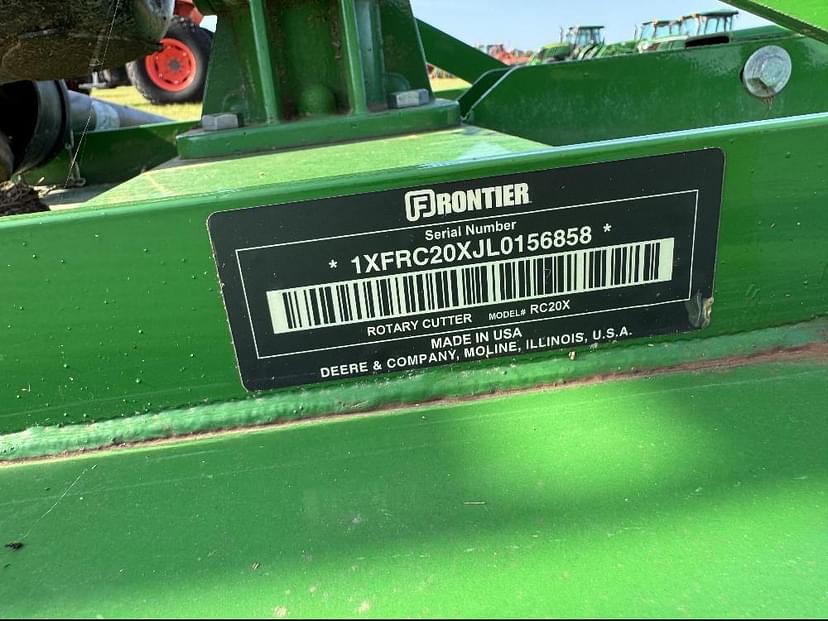 FRONTIER
Serial Number
* 1XFRC20XJL0156858 *
ROTARY CUTTER MODEL# RC20X
MADE IN USA
DEERE & COMPANY, MOLINE, ILLINOIS, U.S.A.